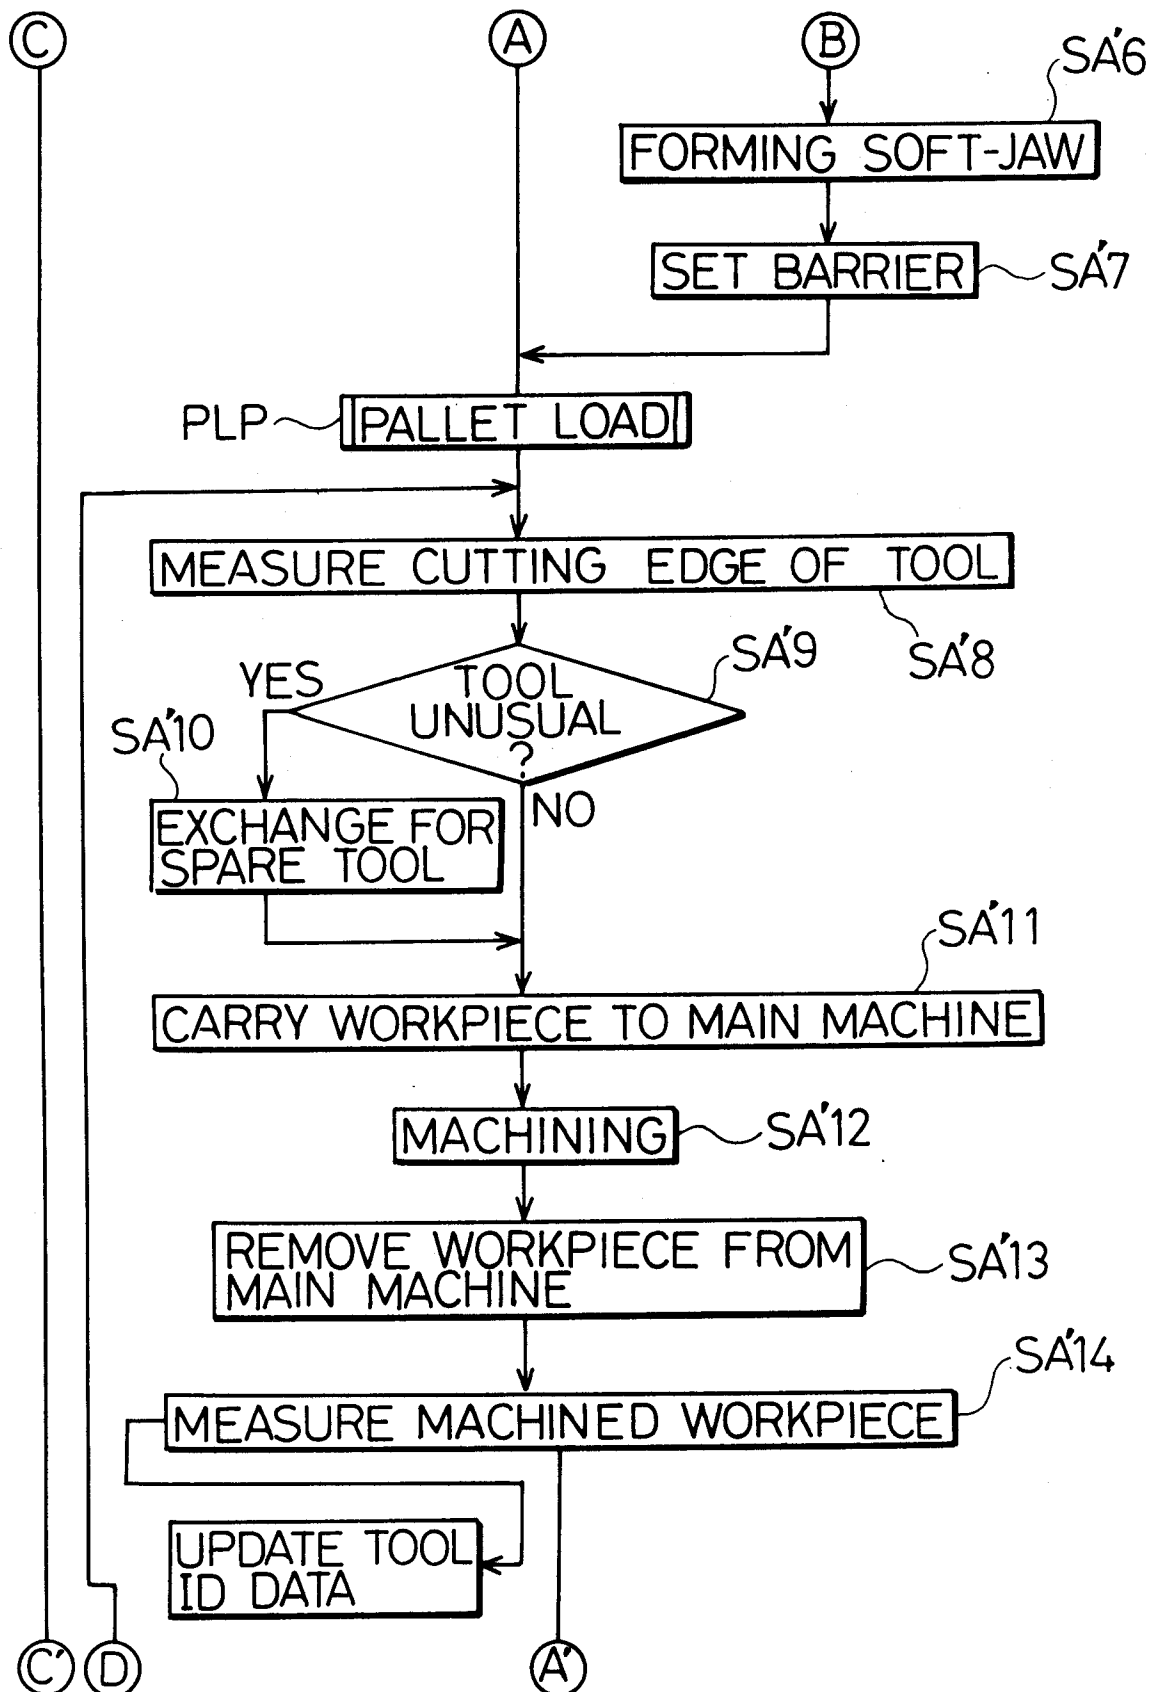 C
A
B
SA'6
FORMING SOFT-JAW
SET BARRIER
SA'7
PLP
PALLET LOAD
MEASURE CUTTING EDGE OF TOOL
SA'8
SA'9
YES
TOOL
UNUSUAL
?
SA'10
NO
EXCHANGE FOR
SPARE TOOL
SA'11
CARRY WORKPIECE TO MAIN MACHINE
MACHINING
SA'12
REMOVE WORKPIECE FROM
MAIN MACHINE
SA'13
SA'14
MEASURE MACHINED WORKPIECE
UPDATE TOOL
ID DATA
C'
D
A'